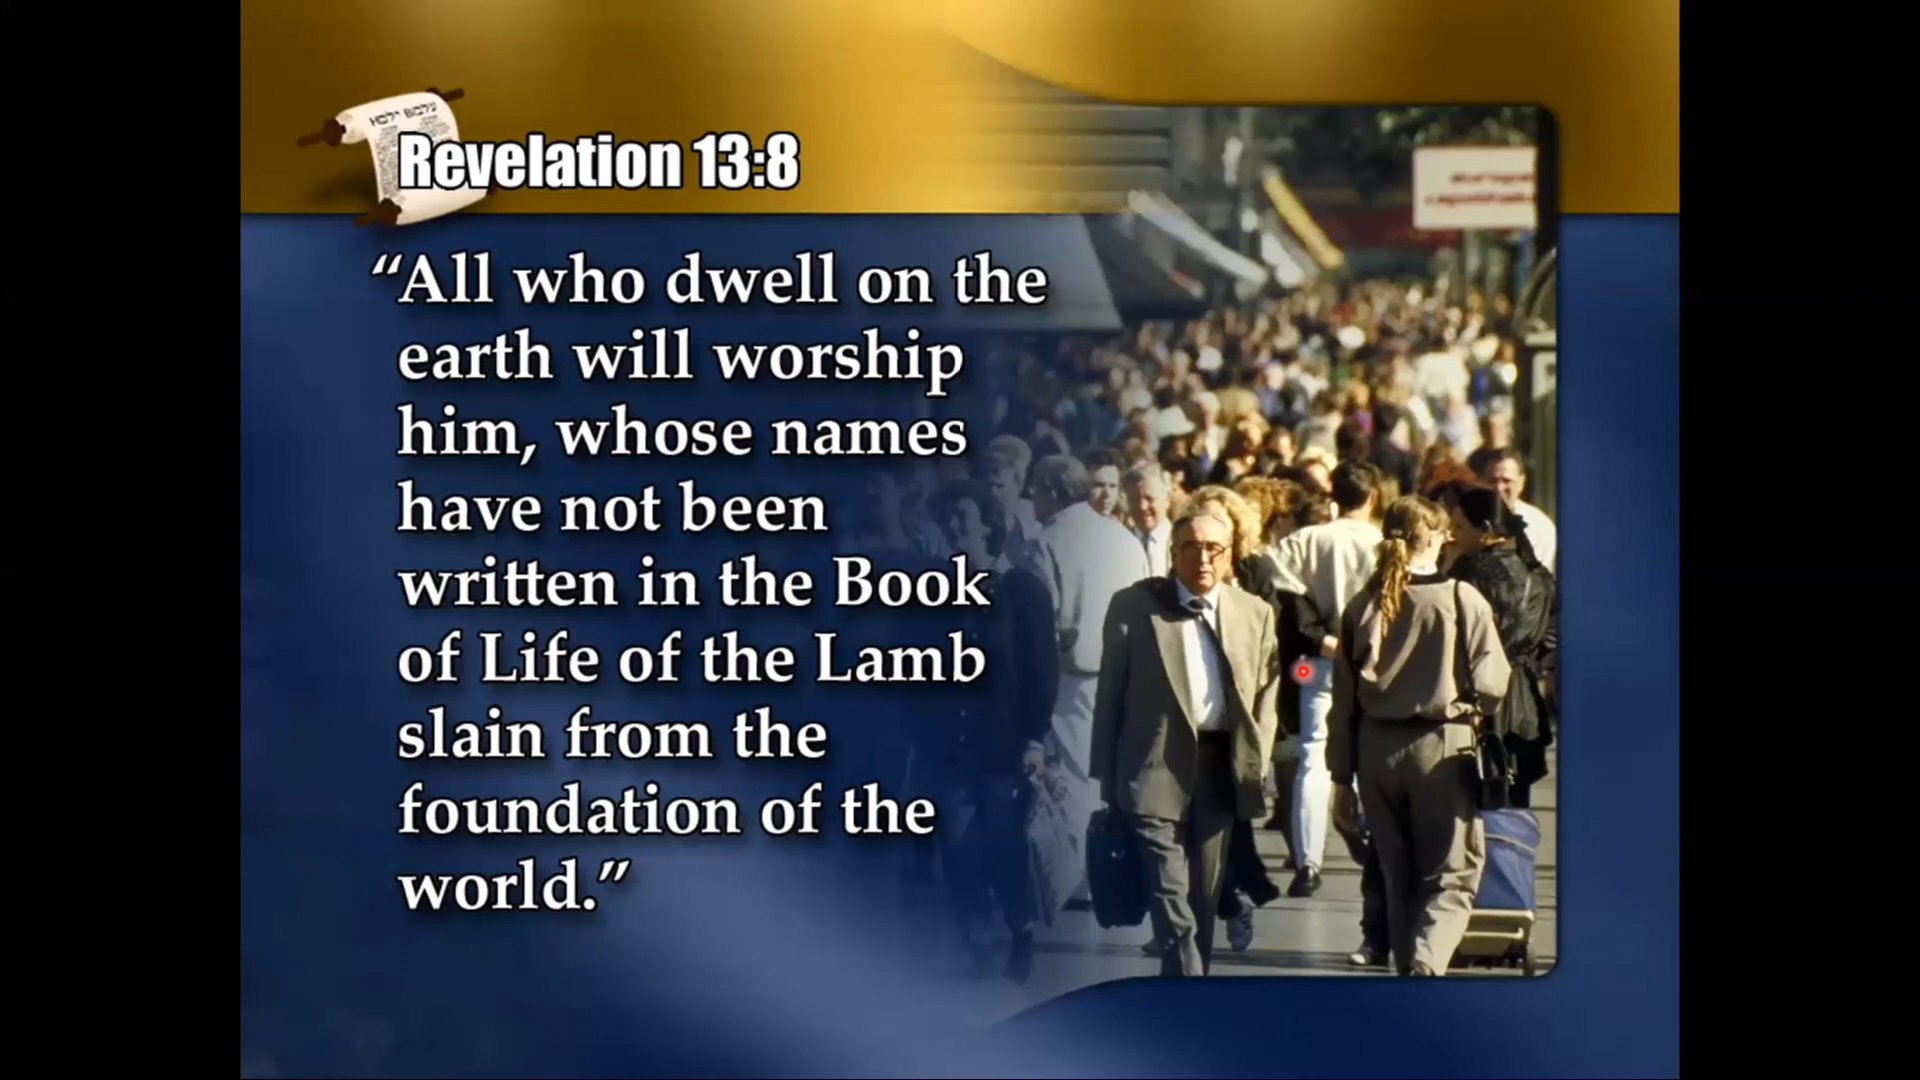 Revelation 13:8
“All who dwell on the
earth will worship
him, whose names
have not been
written in the Book
of Life of the Lamb
slain from the
foundation of the
world.”